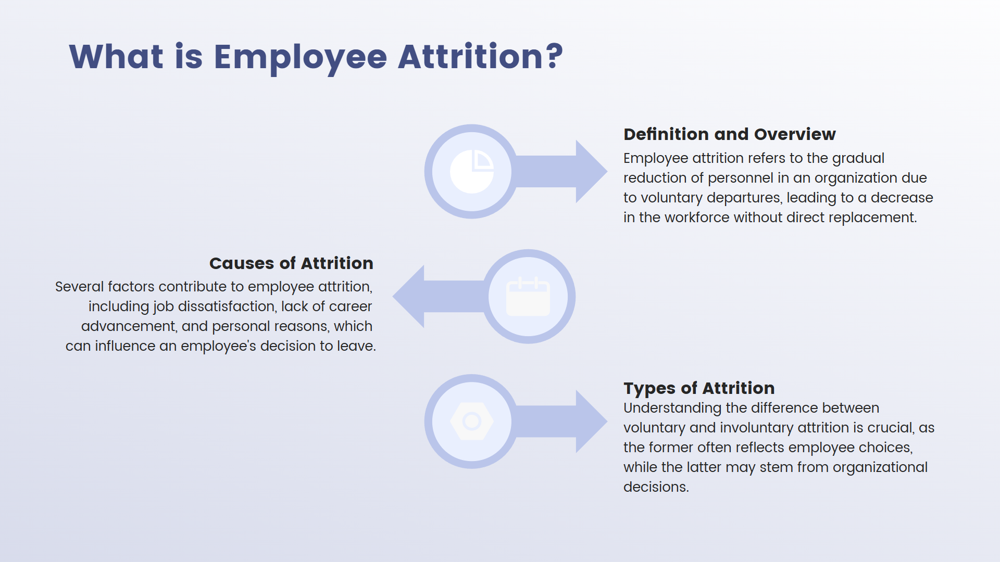 What is Employee Attrition?
Definition and Overview
Employee attrition refers to the gradual
reduction of personnel in an organization due
to voluntary departures, leading to a decrease
in the workforce without direct replacement.
Causes of Attrition
Several factors contribute to employee attrition,
including job dissatisfaction, lack of career
advancement, and personal reasons, which
can influence an employee's decision to leave.
Types of Attrition
Understanding the difference between
voluntary and involuntary attrition is crucial, as
the former often reflects employee choices,
while the latter may stem from organizational
decisions.